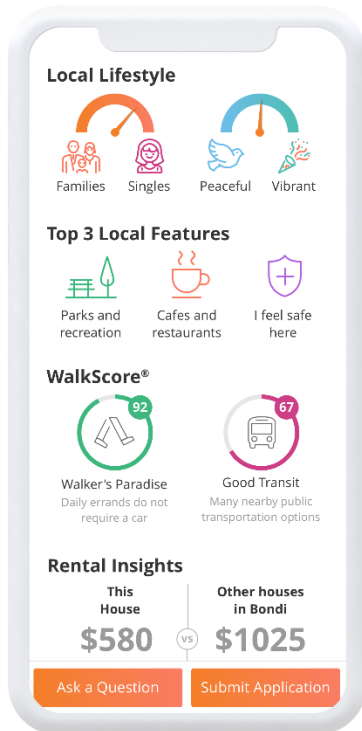 Local Lifestyle
Families Singles Peaceful Vibrant
Top 3 Local Features
Parks and recreation
Cafes and restaurants
I feel safe here
WalkScore®
92
Walker's Paradise
Daily errands do not
require a car
67
Good Transit
Many nearby public
transportation options
Rental Insights
This
House
$580
vs
Other houses
in Bondi
$1025
Ask a Question
Submit Application